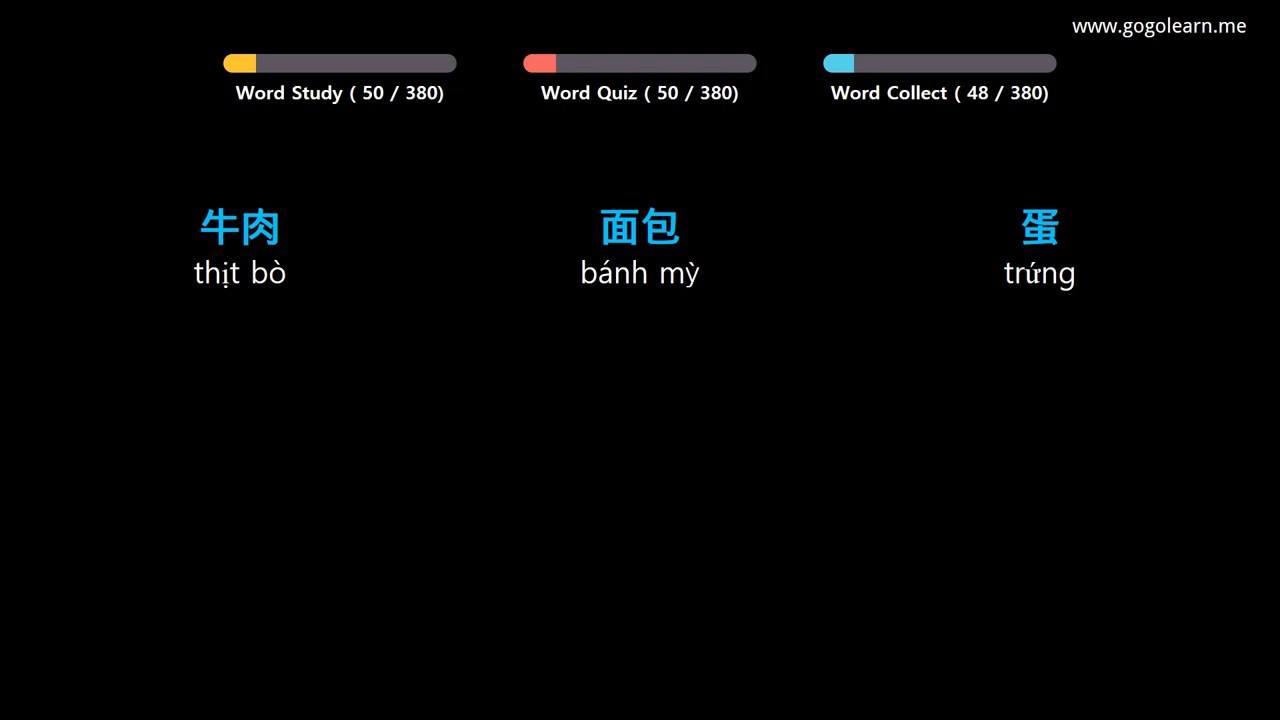 www.gogolearn.me
Word Study ( 50 / 380)
Word Quiz ( 50 / 380)
Word Collect ( 48 / 380)
牛肉
thịt bò
面包
bánh mỳ
蛋
trứng